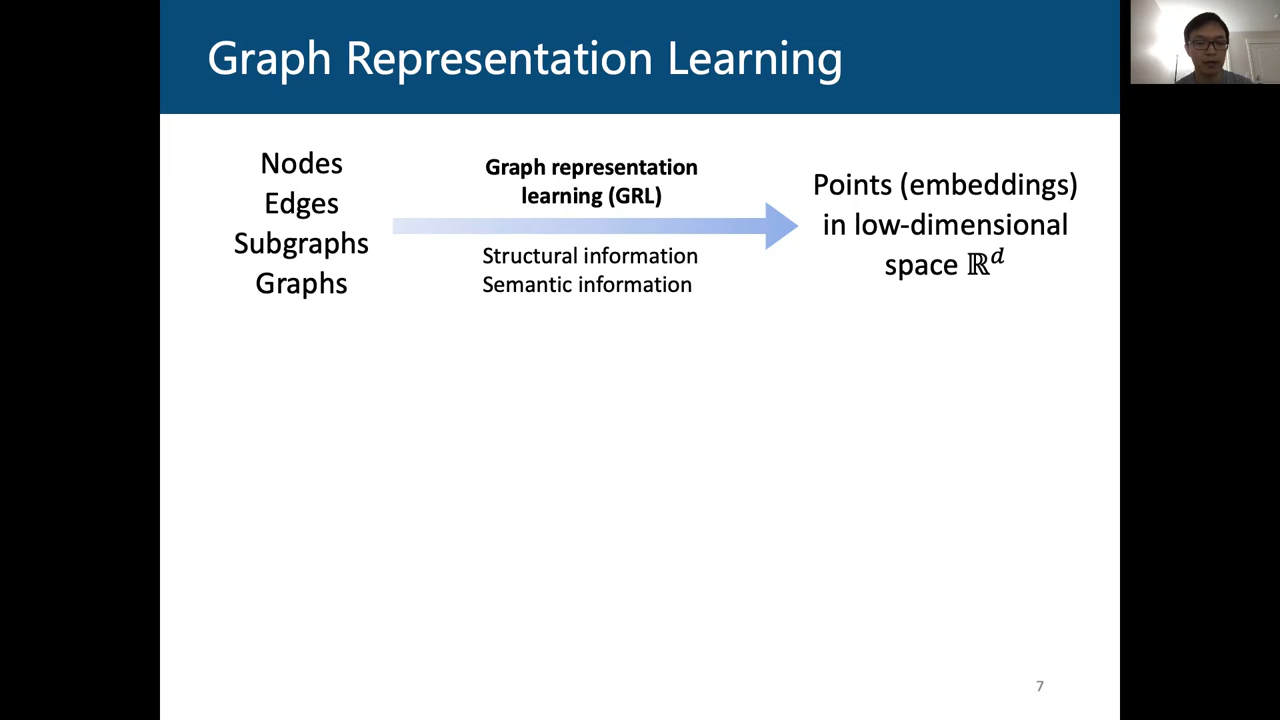 Graph Representation Learning
Nodes
Edges
Subgraphs
Graphs
Graph representation
learning (GRL)
Structural information
Semantic information
Points (embeddings)
in low-dimensional
space ℝ^d
7